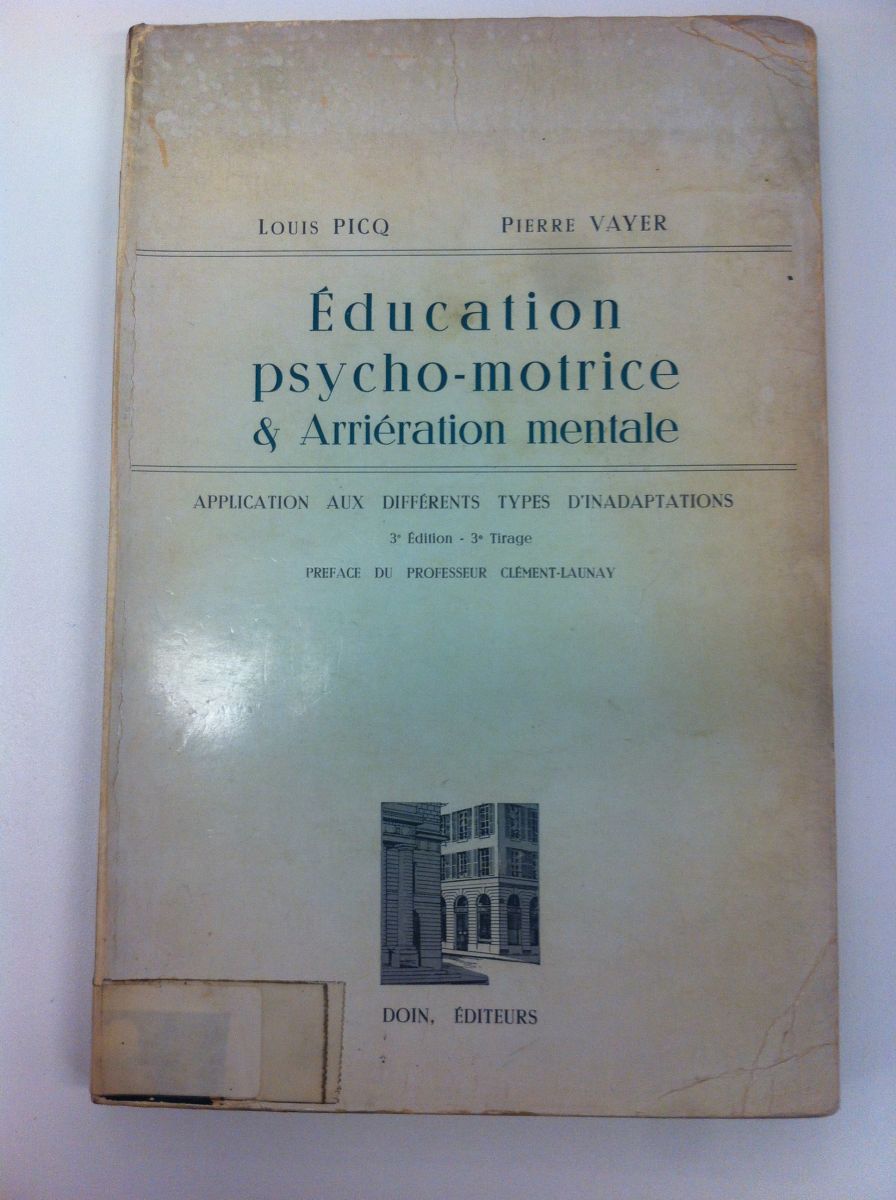 LOUIS PICQ PIERRE VAYER
Éducation
psycho-motrice
& Arriération mentale
APPLICATION AUX DIFFÉRENTS TYPES D'INADAPTATIONS
3e Édition - 3e Tirage
PREFACE DU PROFESSEUR CLÉMENT-LAUNAY
DOIN, ÉDITEURS